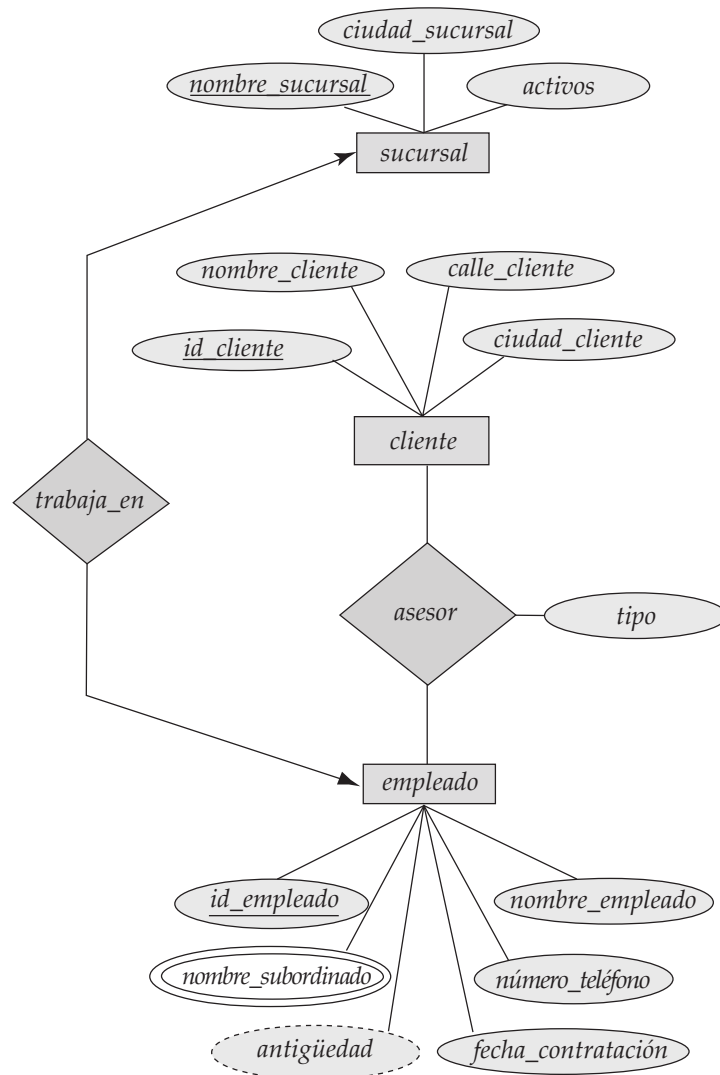 ciudad_sucursal
nombre_sucursal
activos
sucursal
nombre_cliente
calle_cliente
id_cliente
ciudad_cliente
cliente
trabaja_en
asesor
tipo
empleado
id_empleado
nombre_empleado
nombre_subordinado
número_teléfono
antigüedad
fecha_contratación